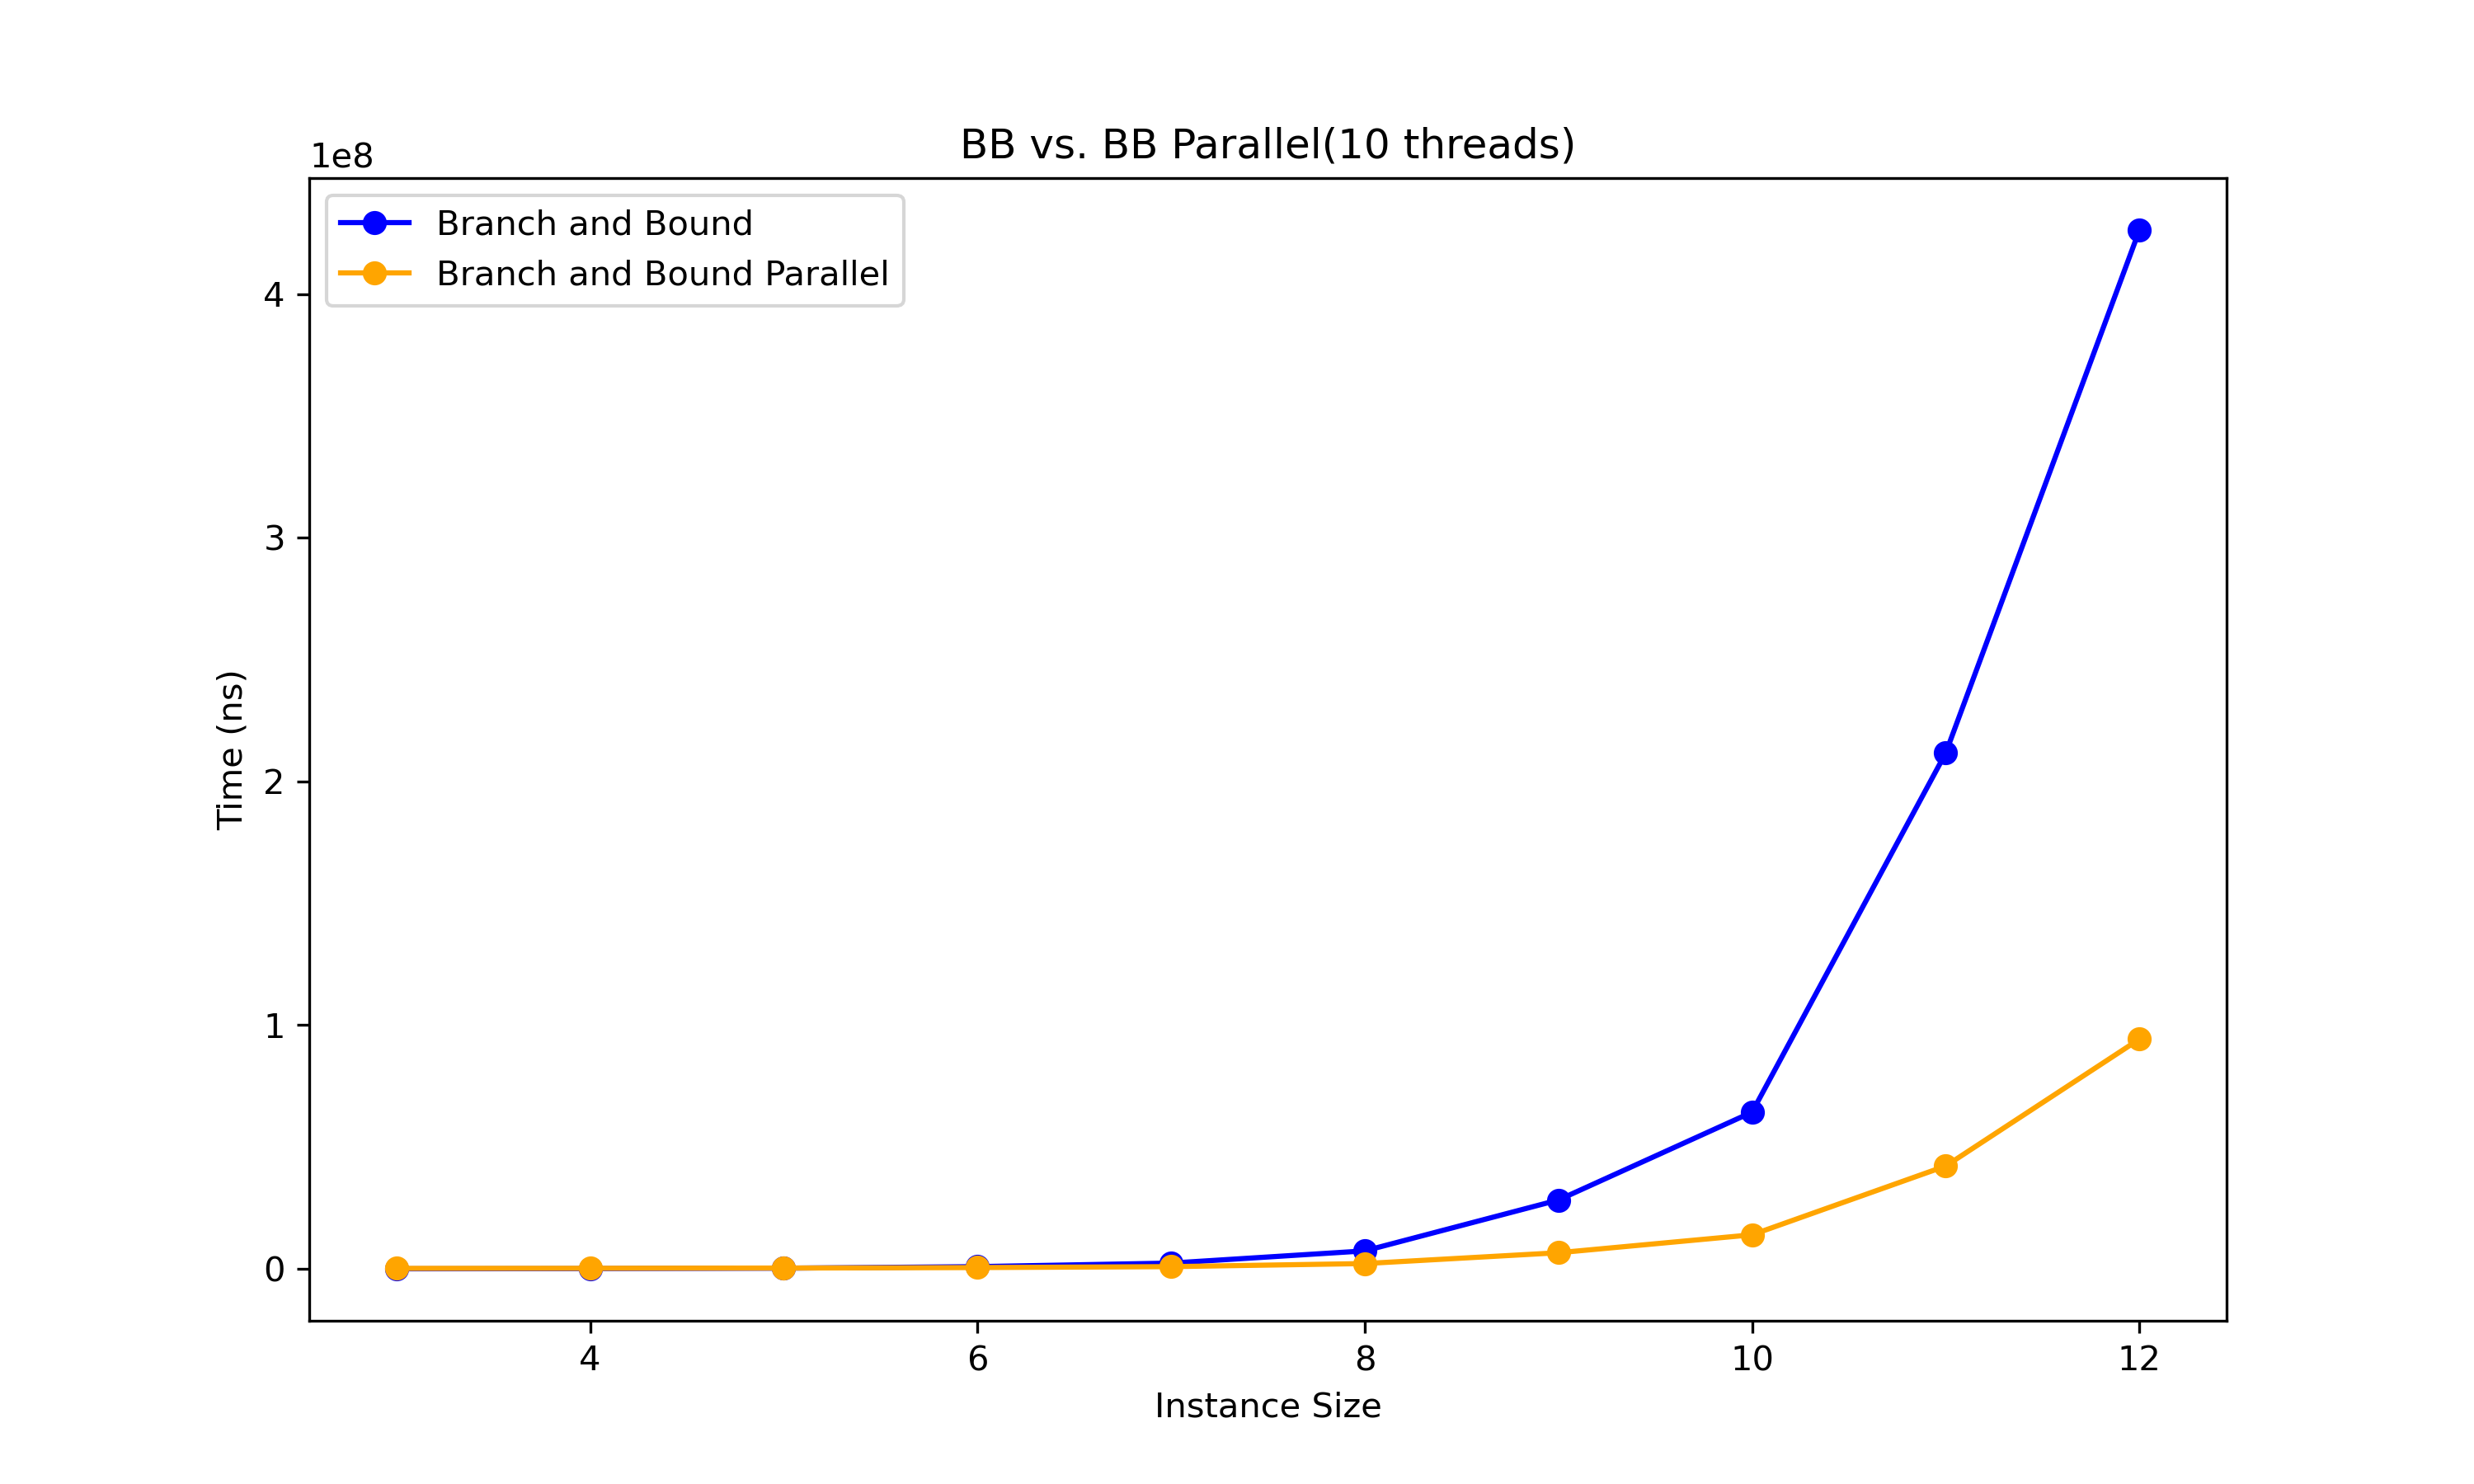 BB vs. BB Parallel(10 threads)
1e8
Branch and Bound
Branch and Bound Parallel
4
3
2
1
0
Time (ns)
4 6 8 10 12
Instance Size